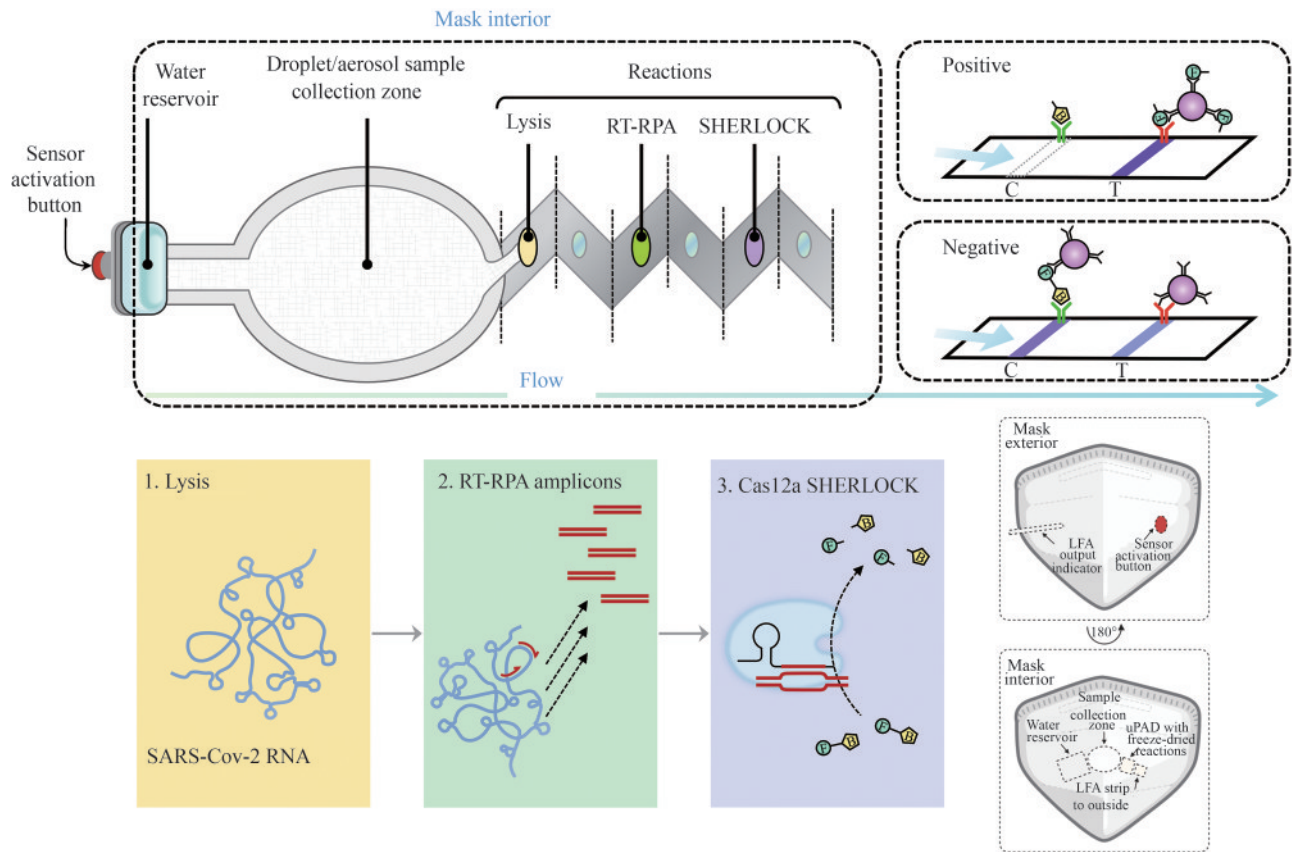 Mask interior
Water
reservoir
Droplet/aerosol sample
collection zone
Reactions
Lysis
RT-RPA
SHERLOCK
Sensor
activation
button
Flow
Positive
F
B
F
F
C
T
Negative
F
B
C
T
1. Lysis
SARS-Cov-2 RNA
2. RT-RPA amplicons
3. Cas12a SHERLOCK
B
F
F
B
F
B
F
B
Mask
exterior
LFA
output
indicator
Sensor
activation
button
180°
Mask
interior
Sample
collection
zone
Water
reservoir
uPAD with
freeze-dried
reactions
LFA strip
to outside